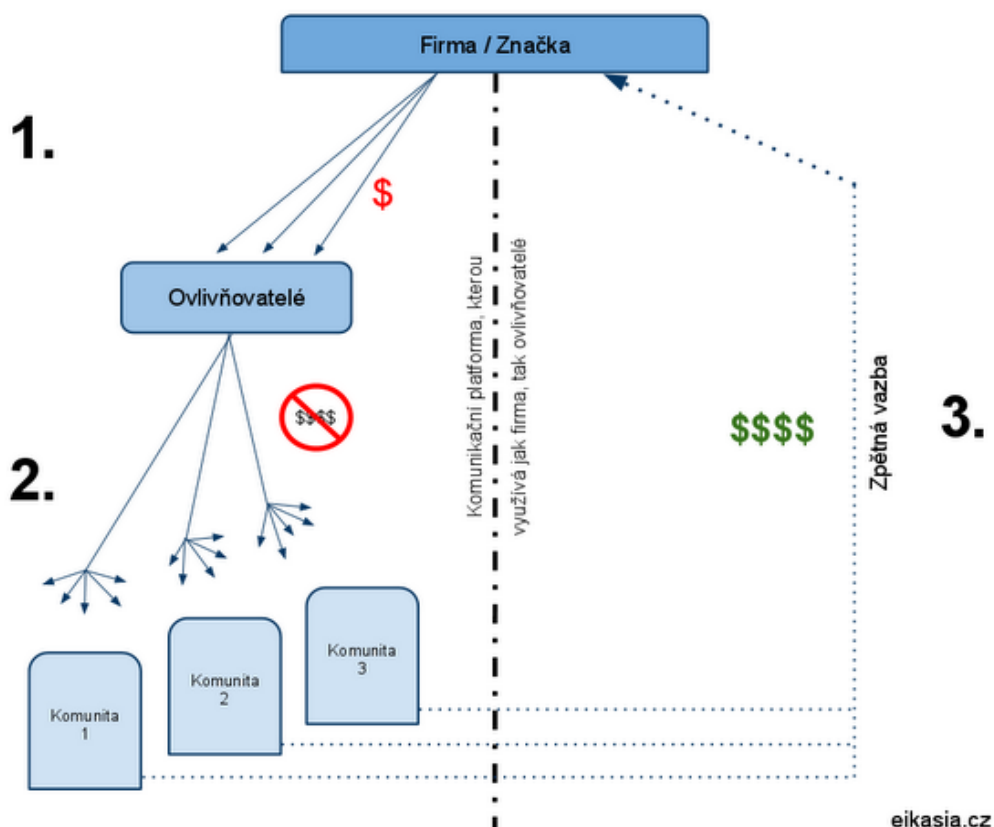 Firma / Značka
1.
$
Ovlivňovatelé
$$$$
Komunikační platforma, kterou
využívá jak firma, tak ovlivňovatelé
$$$$
Zpětná vazba
3.
2.
Komunita
1
Komunita
2
Komunita
3
eikasia.cz